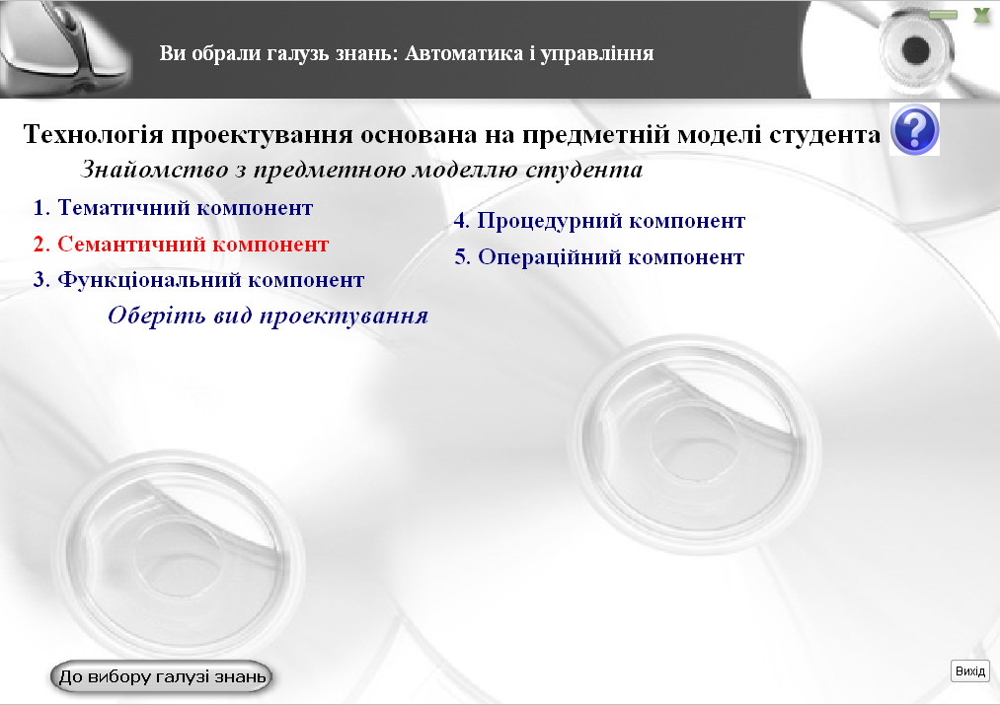 Ви обрали галузь знань: Автоматика і управління
Технологія проектування основана на предметній моделі студента
Знайомство з предметною моделлю студента
1. Тематичний компонент
2. Семантичний компонент
3. Функціональний компонент
4. Процедурний компонент
5. Операційний компонент
Оберіть вид проектування
До вибору галузі знань
Вихід